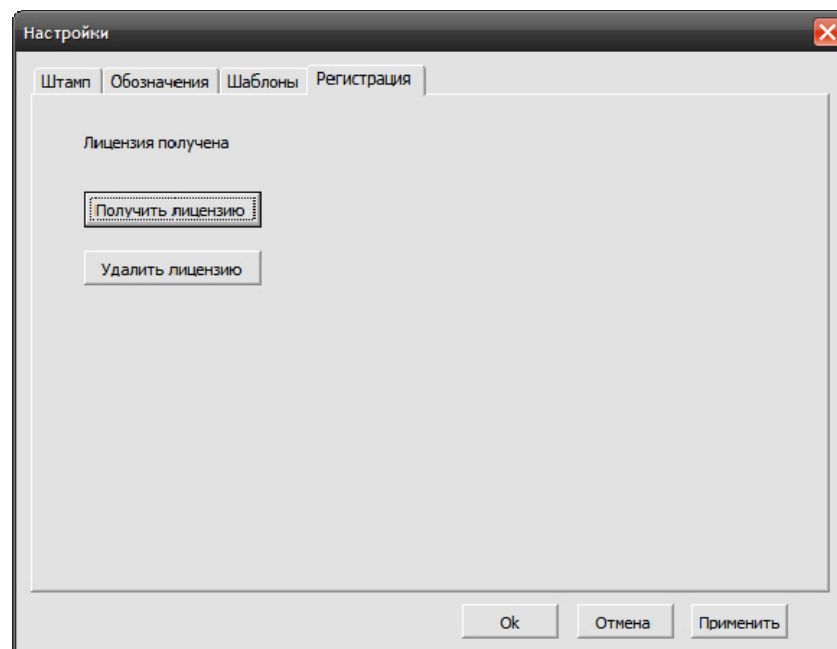 Настройки
Штамп Обозначения Шаблоны Регистрация
Лицензия получена
Получить лицензию
Удалить лицензию
Ok Отмена Применить